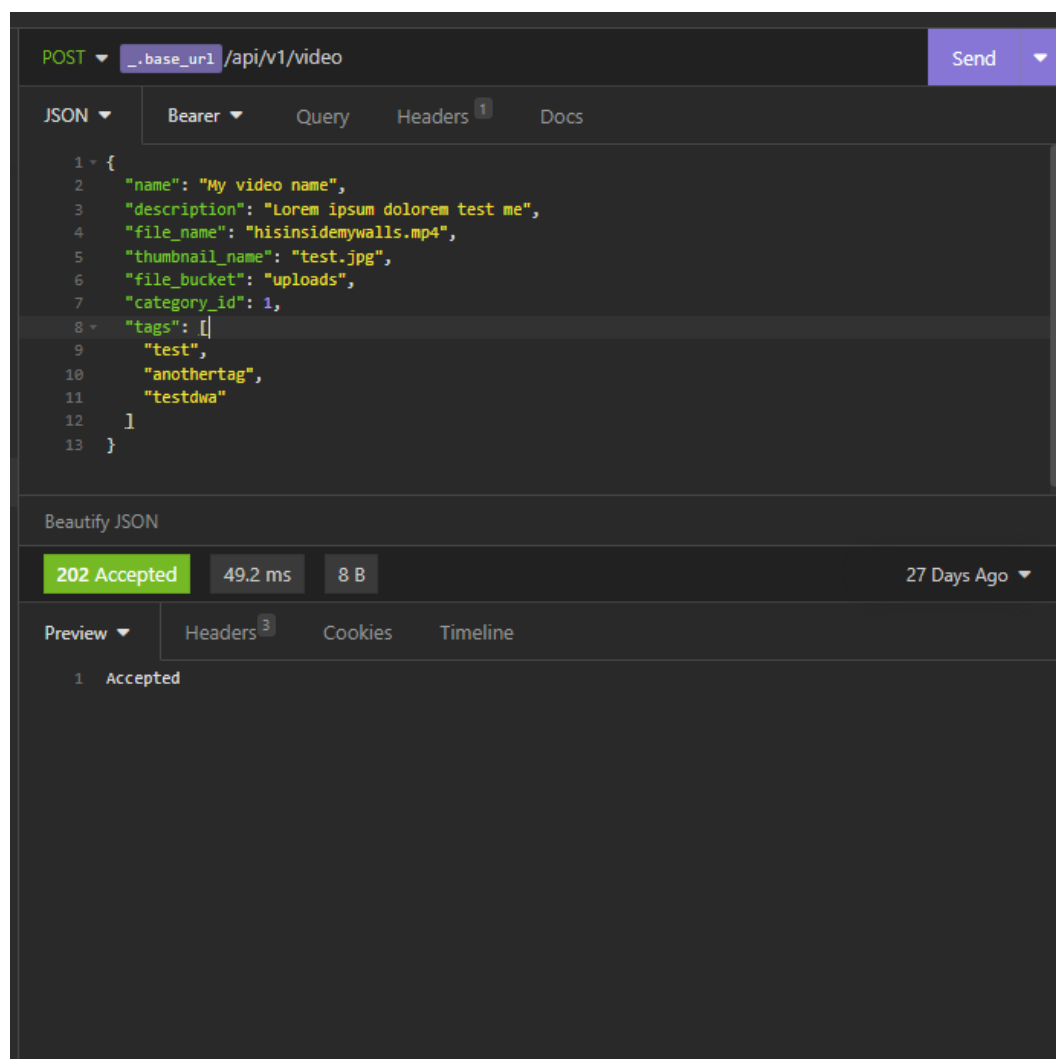 POST _.base_url /api/v1/video Send
JSON Bearer Query Headers 1 Docs
1 {
2 "name": "My video name",
3 "description": "Lorem ipsum dolorem test me",
4 "file_name": "hisinsidemywalls.mp4",
5 "thumbnail_name": "test.jpg",
6 "file_bucket": "uploads",
7 "category_id": 1,
8 "tags": [
9 "test",
10 "anothertag",
11 "testdwa"
12 ]
13 }
Beautify JSON
202 Accepted 49.2 ms 8 B 27 Days Ago
Preview Headers 3 Cookies Timeline
1 Accepted